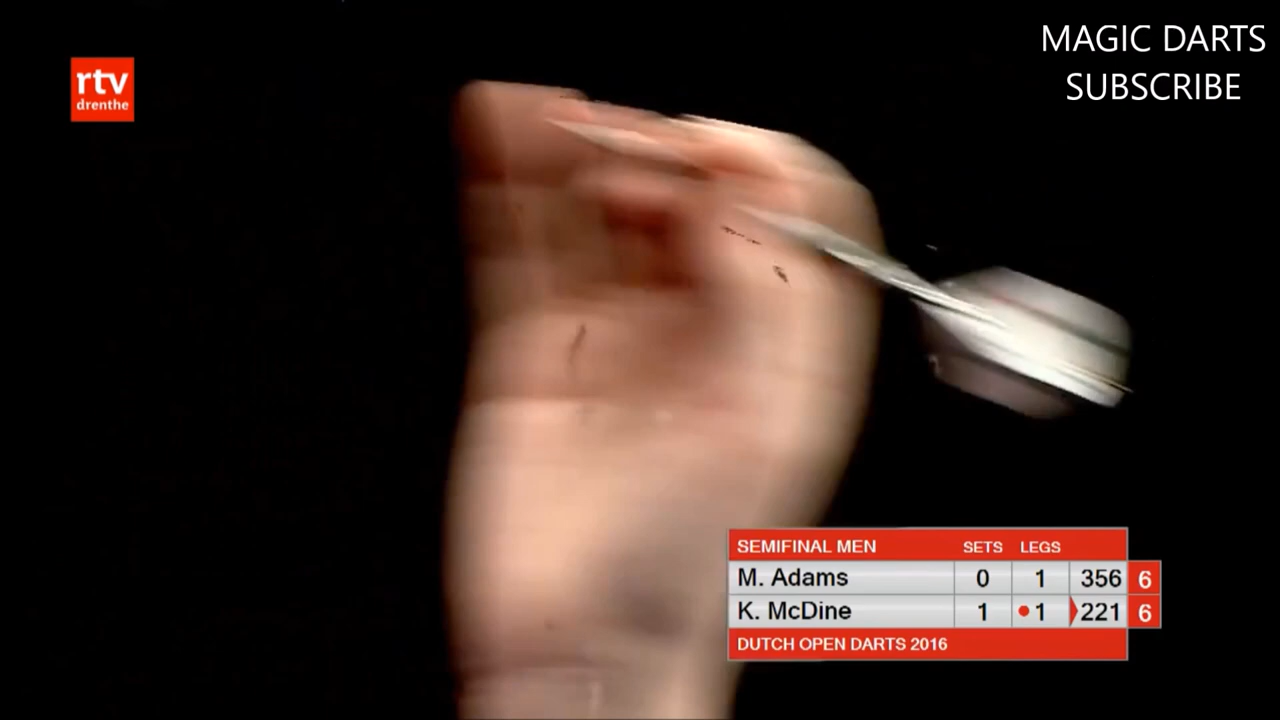 rtv
drenthe
MAGIC DARTS
SUBSCRIBE
SEMIFINAL MEN SETS LEGS
M. Adams 0 1 356 6
K. McDine 1 1 221 6
DUTCH OPEN DARTS 2016